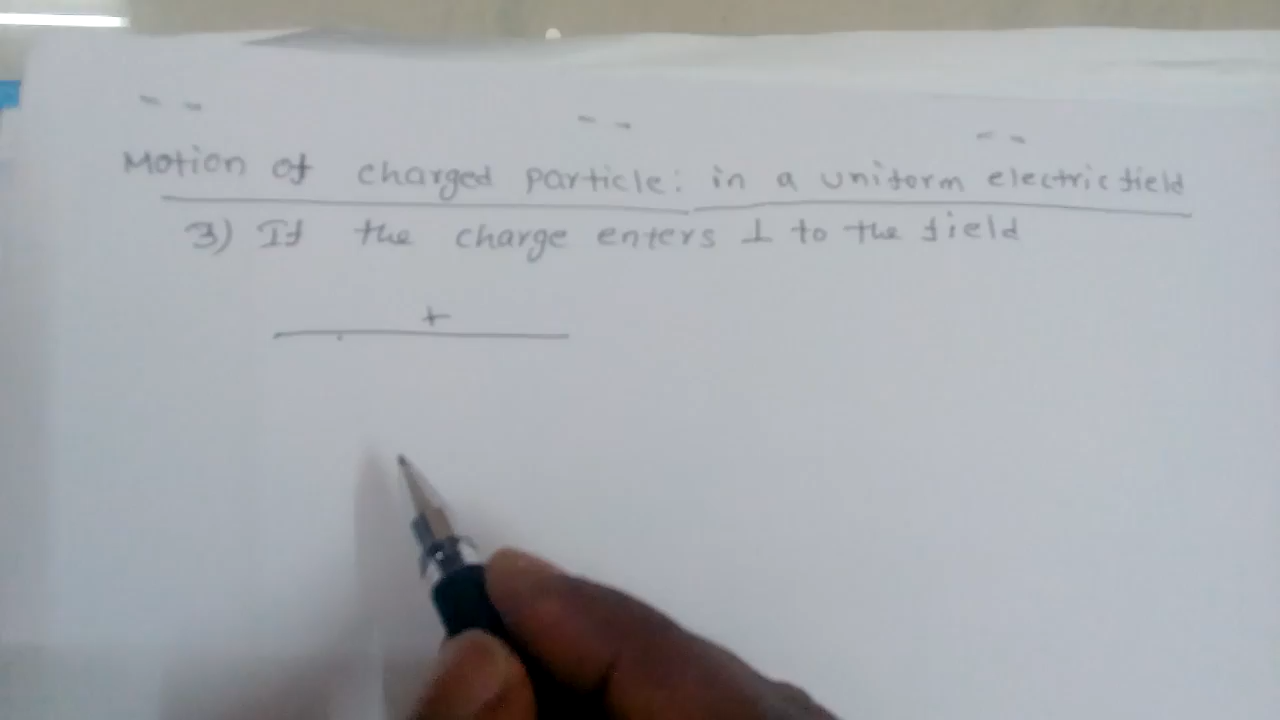 Motion of charged particle: in a uniform electric field
3) If the charge enters ⊥ to the field
+